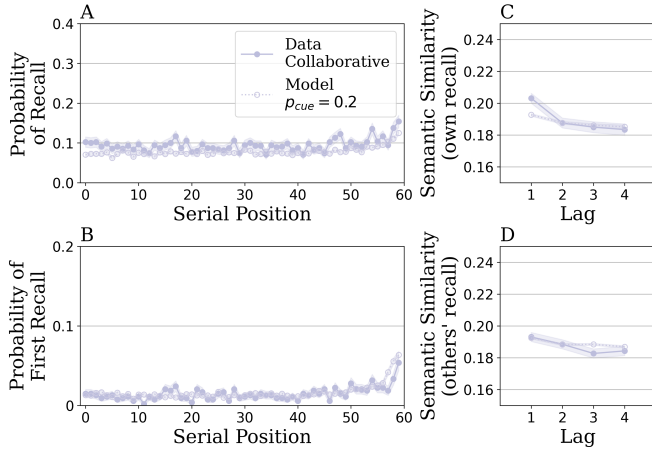 A
Probability
of Recall
0.4
0.3
0.2
0.1
0.0
Data
Collaborative
Model
p_cue = 0.2
0 10 20 30 40 50 60
Serial Position
C
Semantic Similarity
(own recall)
0.24
0.22
0.20
0.18
0.16
1 2 3 4
Lag
B
Probability of
First Recall
0.2
0.1
0
0 10 20 30 40 50 60
Serial Position
D
Semantic Similarity
(others' recall)
0.24
0.22
0.20
0.18
0.16
1 2 3 4
Lag